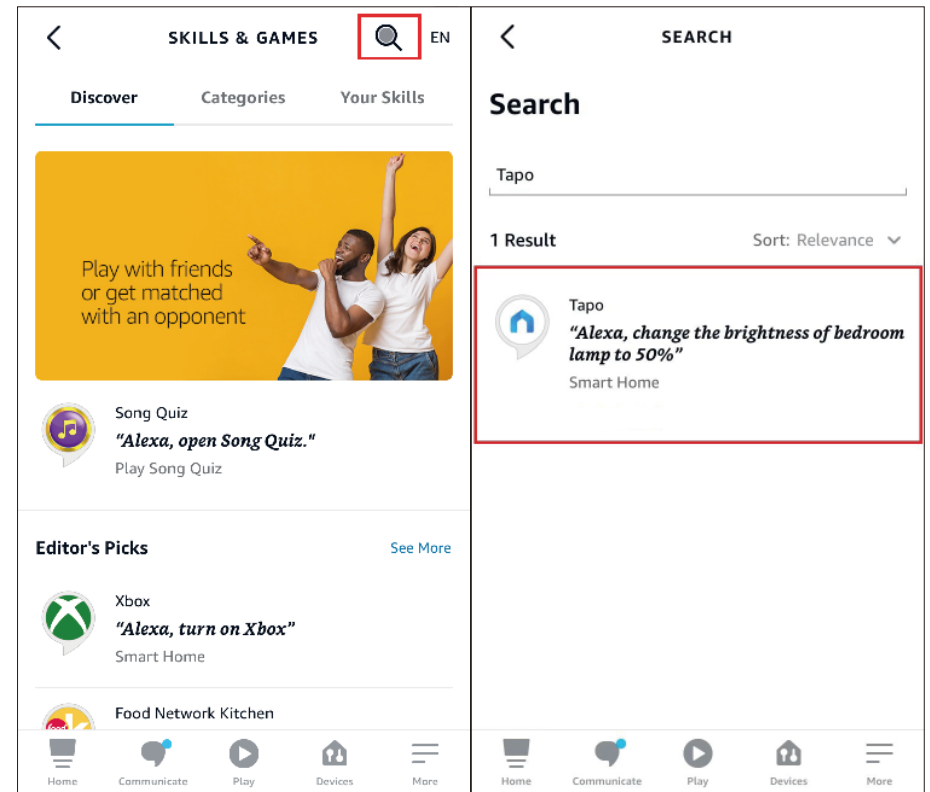 SKILLS & GAMES
EN
Discover
Categories
Your Skills
Play with friends
or get matched
with an opponent
Song Quiz
“Alexa, open Song Quiz."
Play Song Quiz
Editor's Picks
See More
Xbox
“Alexa, turn on Xbox”
Smart Home
Food Network Kitchen
food
Home
Communicate
Play
Devices
More
SEARCH
Search
Tapo
1 Result
Sort: Relevance
Tapo
“Alexa, change the brightness of bedroom
lamp to 50%”
Smart Home
Home
Communicate
Play
Devices
More